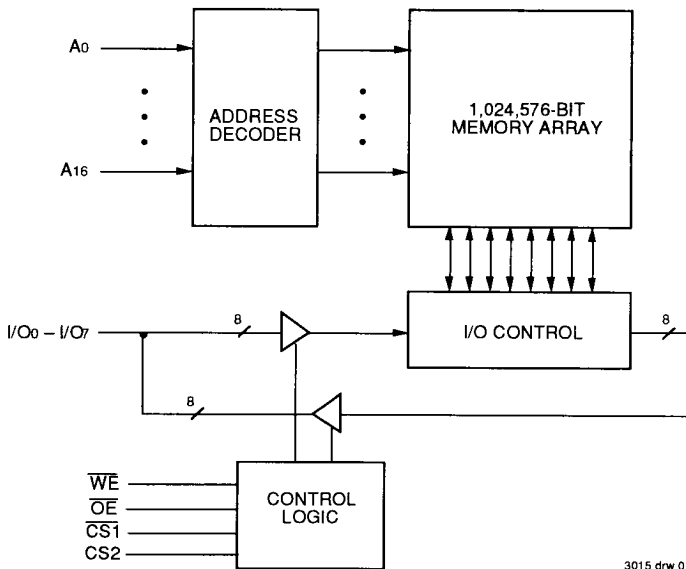 A0
ADDRESS
DECODER
1,024,576-BIT
MEMORY ARRAY
A16
I/O0 – I/O7
8
I/O CONTROL
8
8
WE
OE
CS1
CS2
CONTROL
LOGIC
3015 drw 0